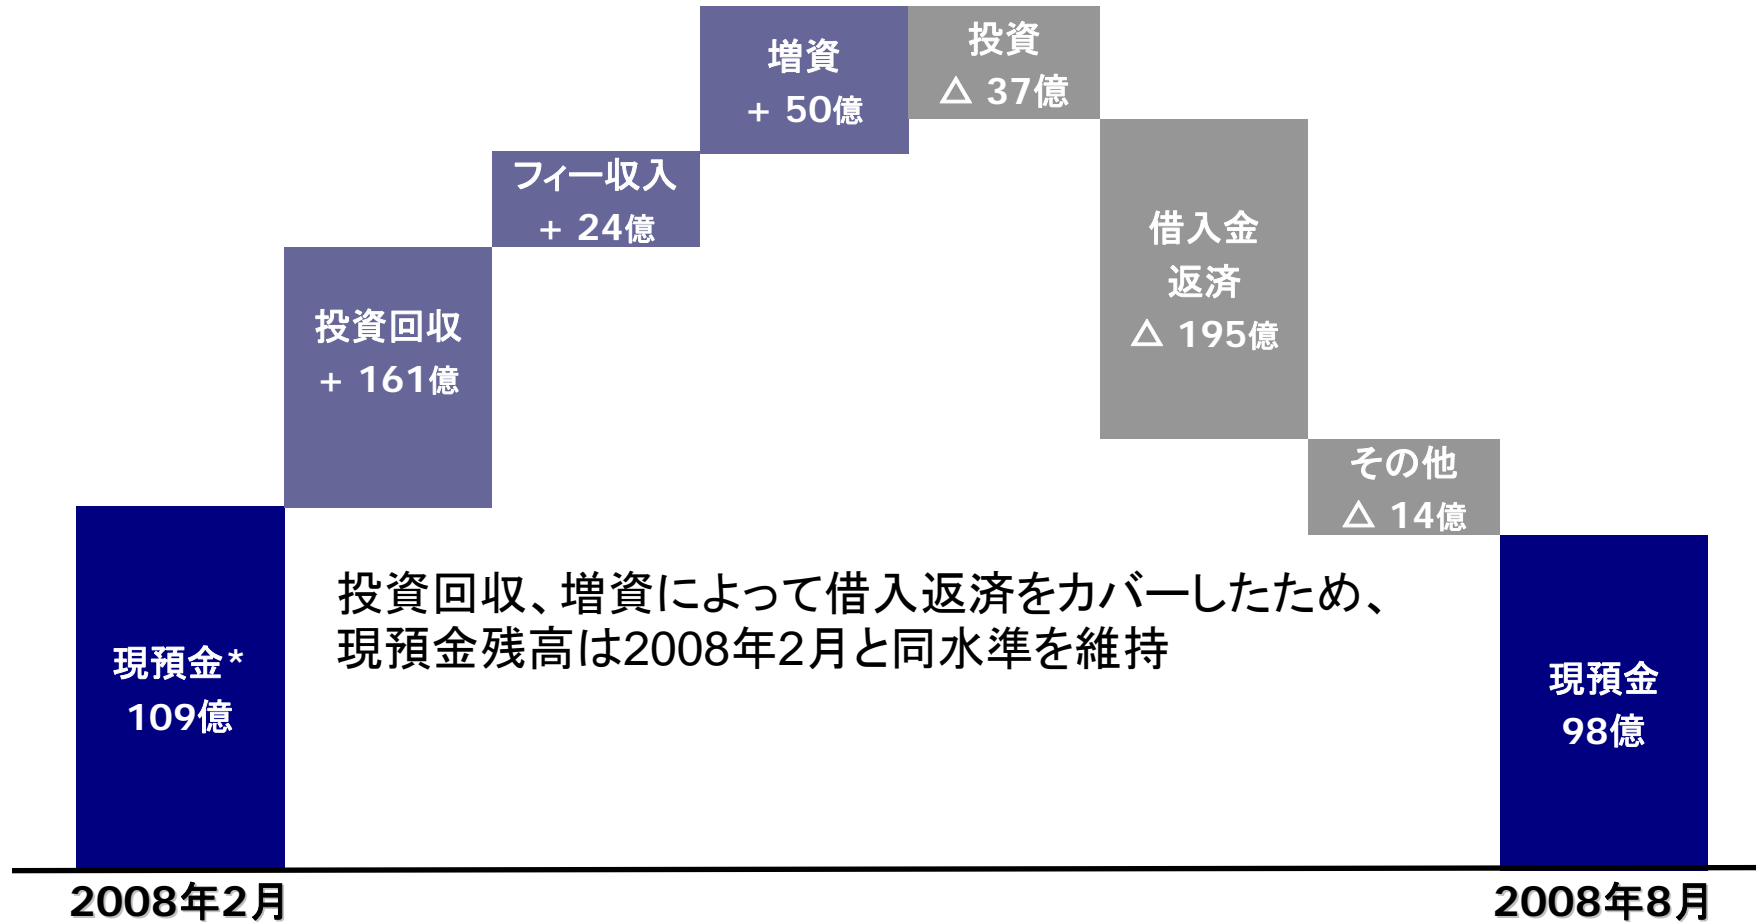 増資
+ 50億
投資
△ 37億
フィー収入
+ 24億
借入金
返済
△ 195億
投資回収
+ 161億
その他
△ 14億
投資回収、増資によって借入返済をカバーしたため、
現預金残高は2008年2月と同水準を維持
現預金*
109億
現預金
98億
2008年2月
2008年8月